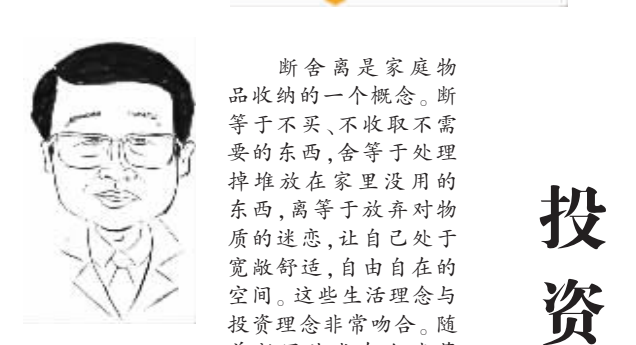 断舍离是家庭物
品收纳的一个概念。断
等于不买、不收取不需
要的东西,舍等于处理
掉堆放在家里没用的
东西,离等于放弃对物
质的迷恋,让自己处于
宽敞舒适,自由自在的
空间。这些生活理念与
投资理念非常吻合。随
投
资